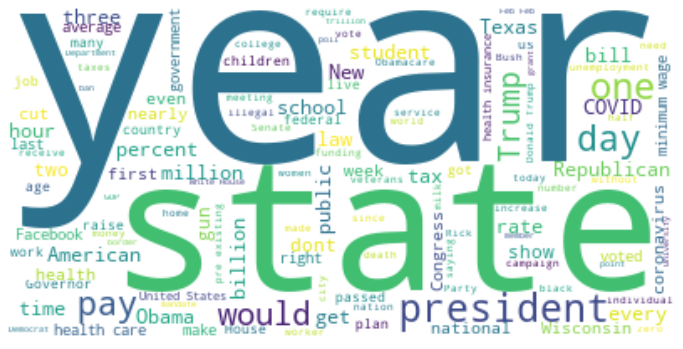 three
average
many
Department
taxes
job
ban
cut
nearly
hour
last
receive
country
even
percent
two
age
war
first
million
White House
year
government
college
children
illegal
meeting
school
federal
Senate
funding
require
trillion
vote
poll
Obamacare
New
live
service
law
world
student
Texas
us
Bush
health insurance
Trump
Donald Trump
grants
bill
one
COVID
unemployment
day
half
need
minimum wage
Republican
without
state
home
raise
Facebook
money
work
border
American
health
Governor
time
pay
Democrat
health care
mandate
United States
Obama
make
House
gun
pre existing
billion
would
women
public
veterans
week
tax
dont
made
since
right
death
city
nation
get
plan
passed
worker
Congress
milk
got
Rick
saying
Party
campaign
member
president
national
today
number
increase
rate
show
voted
black
point
Wisconsin
every
individual
zero
coronavirus
university